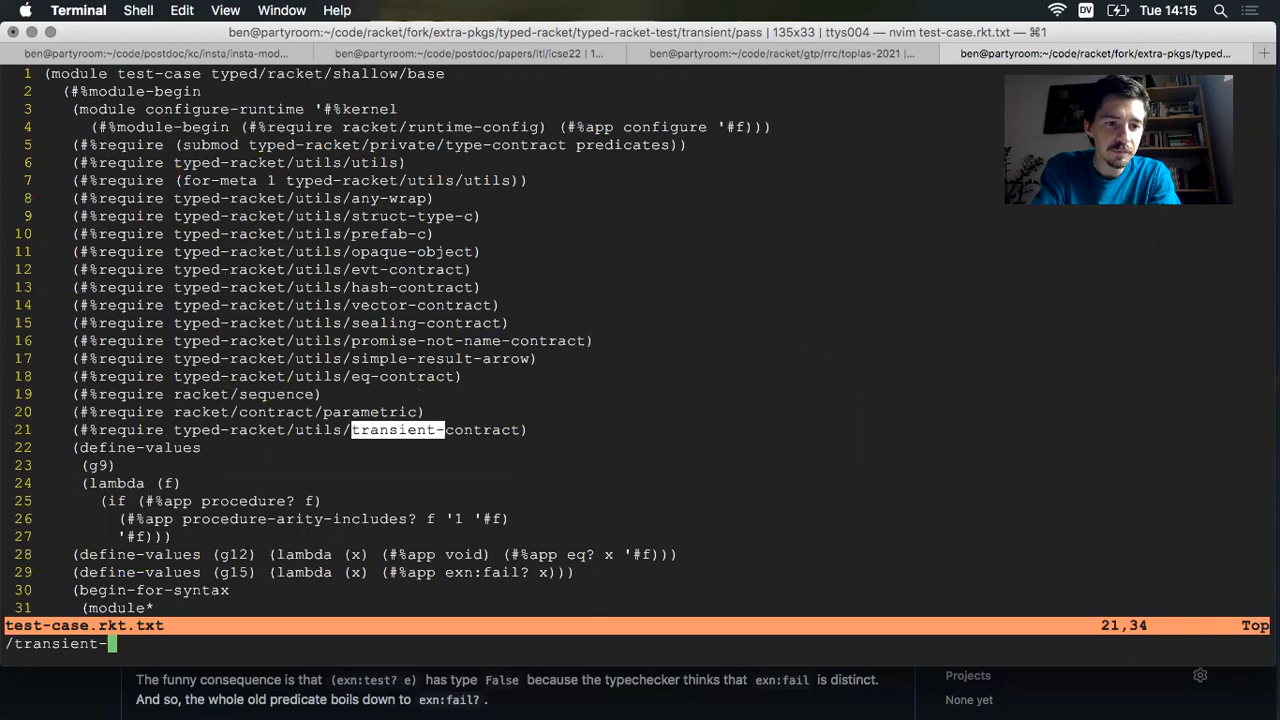 Terminal Shell Edit View Window Help DV Tue 14:15
ben@partyroom:~/code/racket/fork/extra-pkgs/typed-racket/typed-racket-test/transient/pass | 135x33 | ttys004 — nvim test-case.rkt.txt — ⌘1
ben@partyroom:~/code/postdoc/kc/insta/insta-mod... ben@partyroom:~/code/postdoc/papers/ltl/icse22 | 1... ben@partyroom:~/code/racket/gtp/rrc/topias-2021 |... ben@partyroom:~/code/racket/fork/extra-pkgs/typed... +
1 (module test-case typed/racket/shallow/base
2 (#%module-begin
3 (module configure-runtime '#%kernel
4 (#%module-begin (#%require racket/runtime-config) (#%app configure '#f)))
5 (#%require (submod typed-racket/private/type-contract predicates))
6 (#%require typed-racket/utils/utils)
7 (#%require (for-meta 1 typed-racket/utils/utils))
8 (#%require typed-racket/utils/any-wrap)
9 (#%require typed-racket/utils/struct-type-c)
10 (#%require typed-racket/utils/prefab-c)
11 (#%require typed-racket/utils/opaque-object)
12 (#%require typed-racket/utils/evt-contract)
13 (#%require typed-racket/utils/hash-contract)
14 (#%require typed-racket/utils/vector-contract)
15 (#%require typed-racket/utils/sealing-contract)
16 (#%require typed-racket/utils/promise-not-name-contract)
17 (#%require typed-racket/utils/simple-result-arrow)
18 (#%require typed-racket/utils/eq-contract)
19 (#%require racket/sequence)
20 (#%require racket/contract/parametric)
21 (#%require typed-racket/utils/transient-contract)
22 (define-values
23 (g9)
24 (lambda (f)
25 (if (#%app procedure? f)
26 (#%app procedure-arity-includes? f '1 '#f)
27 '#f)))
28 (define-values (g12) (lambda (x) (#%app void) (#%app eq? x '#f)))
29 (define-values (g15) (lambda (x) (#%app exn:fail? x)))
30 (begin-for-syntax
31 (module*
test-case.rkt.txt 21,34 Top
/transient-
The funny consequence is that (exn:test? e) has type False because the typechecker thinks that exn:fail is distinct.
And so, the whole old predicate boils down to exn:fail?.
Projects
None yet